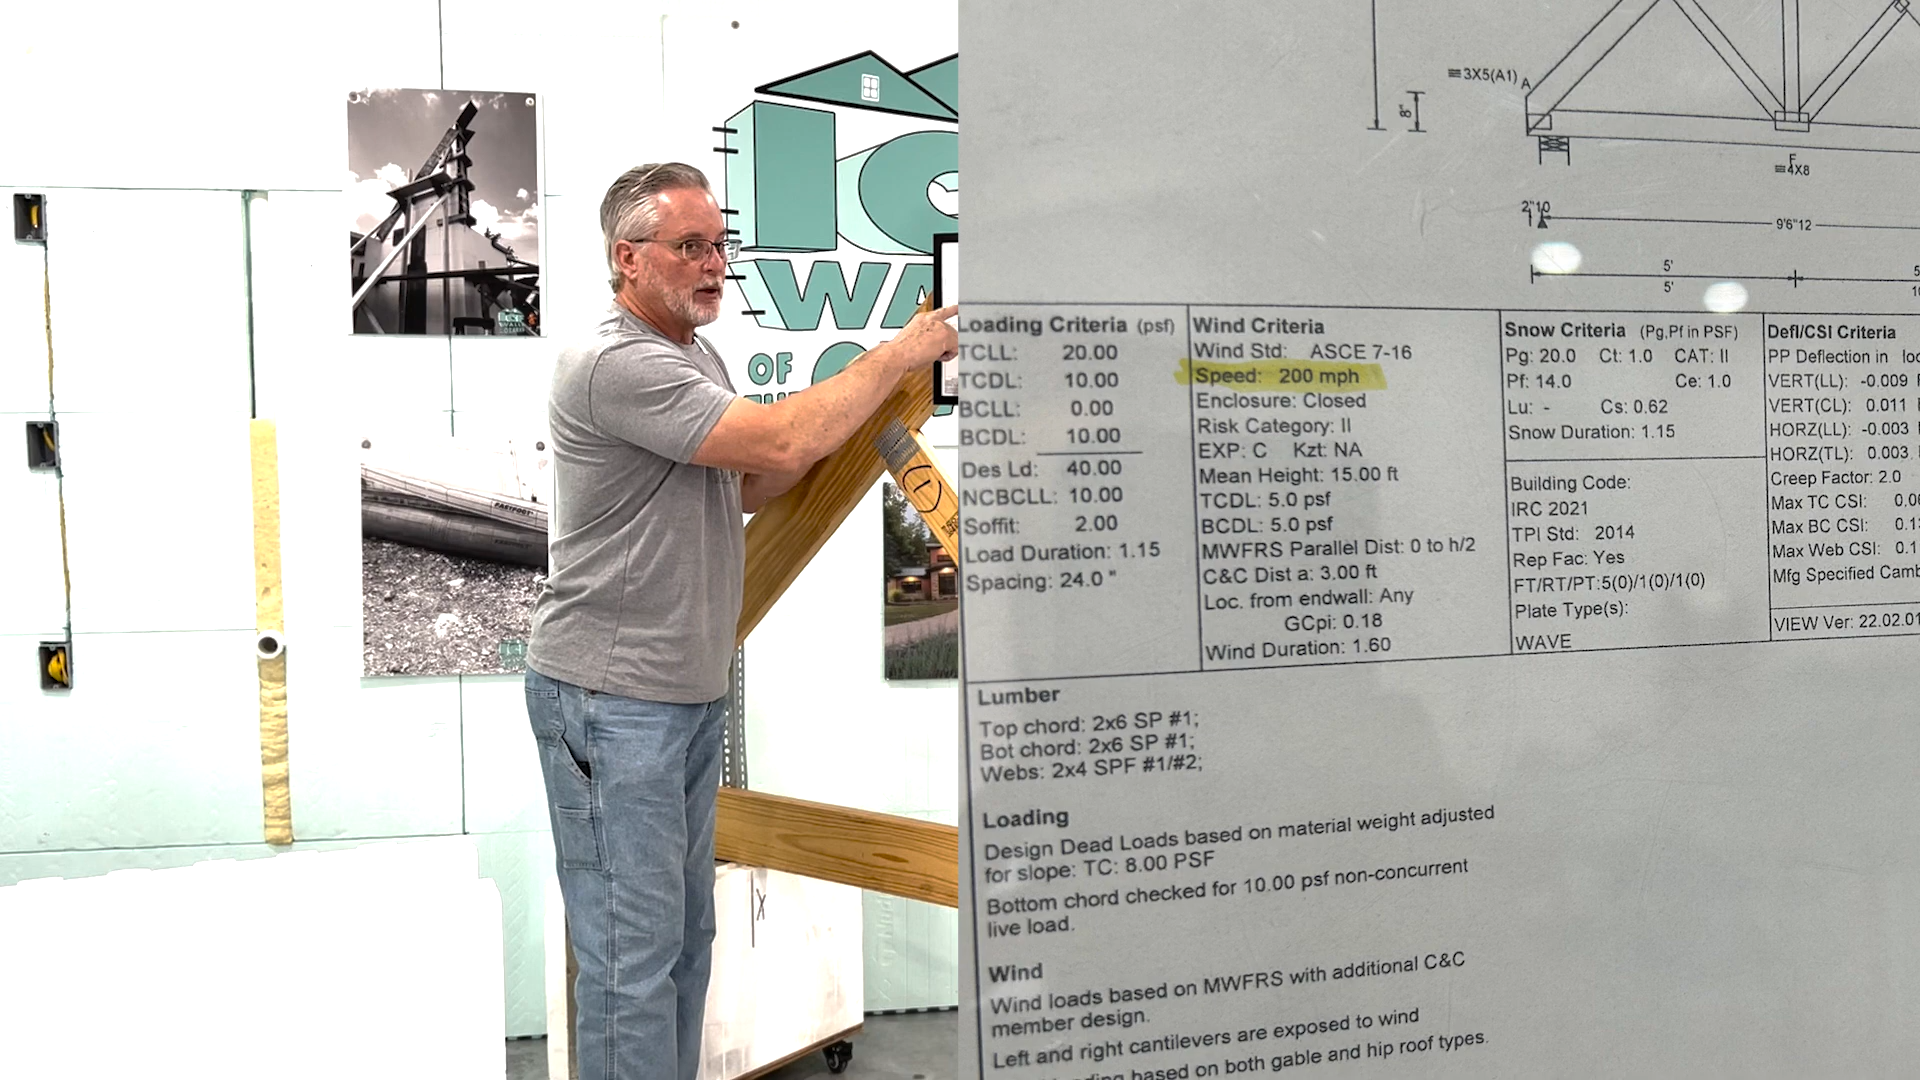 IC
WA
OF
FASTFOOT
ICF
WALLS
X
≡3X5(A1) A
8"
F
≡4X8
2"10
9'6"12
5'
5'
Loading Criteria (psf)
TCLL: 20.00
TCDL: 10.00
BCLL: 0.00
BCDL: 10.00
Des Ld: 40.00
NCBCLL: 10.00
Soffit: 2.00
Load Duration: 1.15
Spacing: 24.0 "
Wind Criteria
Wind Std: ASCE 7-16
Speed: 200 mph
Enclosure: Closed
Risk Category: II
EXP: C Kzt: NA
Mean Height: 15.00 ft
TCDL: 5.0 psf
BCDL: 5.0 psf
MWFRS Parallel Dist: 0 to h/2
C&C Dist a: 3.00 ft
Loc. from endwall: Any
GCpi: 0.18
Wind Duration: 1.60
Snow Criteria (Pg,Pf in PSF)
Pg: 20.0 Ct: 1.0 CAT: II
Pf: 14.0 Ce: 1.0
Lu: - Cs: 0.62
Snow Duration: 1.15
Building Code:
IRC 2021
TPI Std: 2014
Rep Fac: Yes
FT/RT/PT:5(0)/1(0)/1(0)
Plate Type(s):
WAVE
Defl/CSI Criteria
PP Deflection in
VERT(LL): -0.009
VERT(CL): 0.011
HORZ(LL): -0.003
HORZ(TL): 0.003
Creep Factor: 2.0
Max TC CSI:
Max BC CSI:
Max Web CSI:
Mfg Specified
VIEW Ver: 22.02.01
Lumber
Top chord: 2x6 SP #1;
Bot chord: 2x6 SP #1;
Webs: 2x4 SPF #1/#2;
Loading
Design Dead Loads based on material weight adjusted
for slope: TC: 8.00 PSF
Bottom chord checked for 10.00 psf non-concurrent
live load.
Wind
Wind loads based on MWFRS with additional C&C
member design.
Left and right cantilevers are exposed to wind
based on both gable and hip roof types.